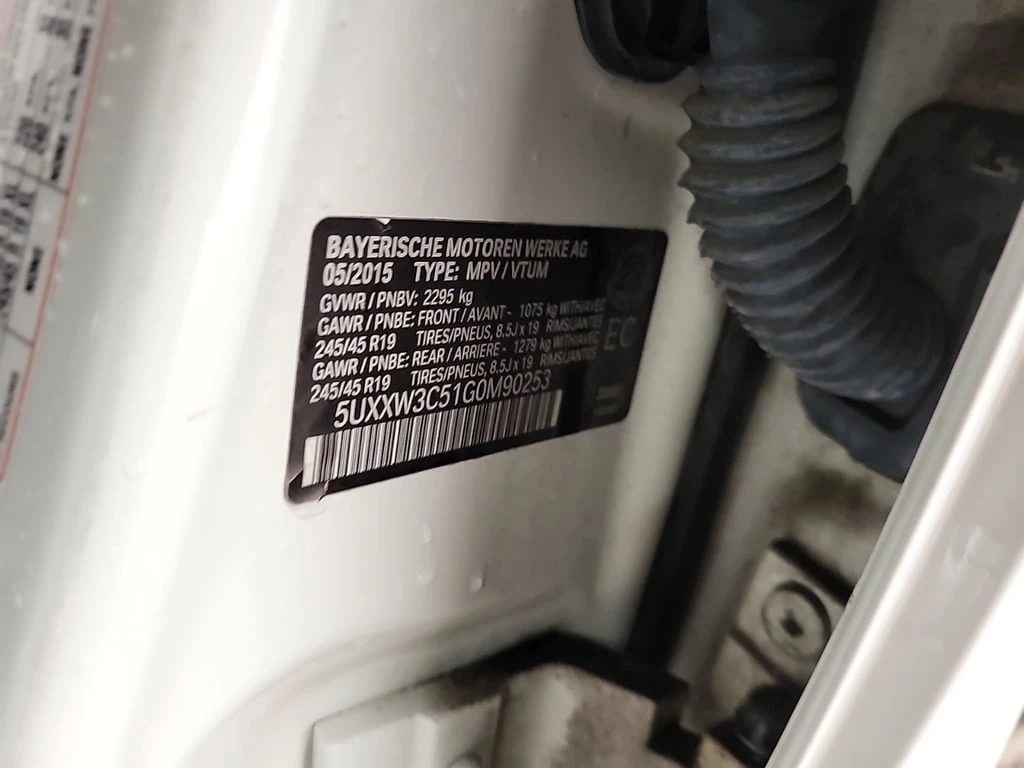 BAYERISCHE MOTOREN WERKE AG
05/2015 TYPE: MPV / VTUM
GVWR / PNBV: 2295 kg
GAWR / PNBE: FRONT / AVANT - 1075 kg WITH/AVEC
245/45 R19 TIRES/PNEUS, 8.5J x 19 RIMS/JANTES
GAWR / PNBE: REAR / ARRIERE - 1279 kg WITH/AVEC
245/45 R19 TIRES/PNEUS, 8.5J x 19 RIMS/JANTES
EC
5UXXW3C51G0M90253